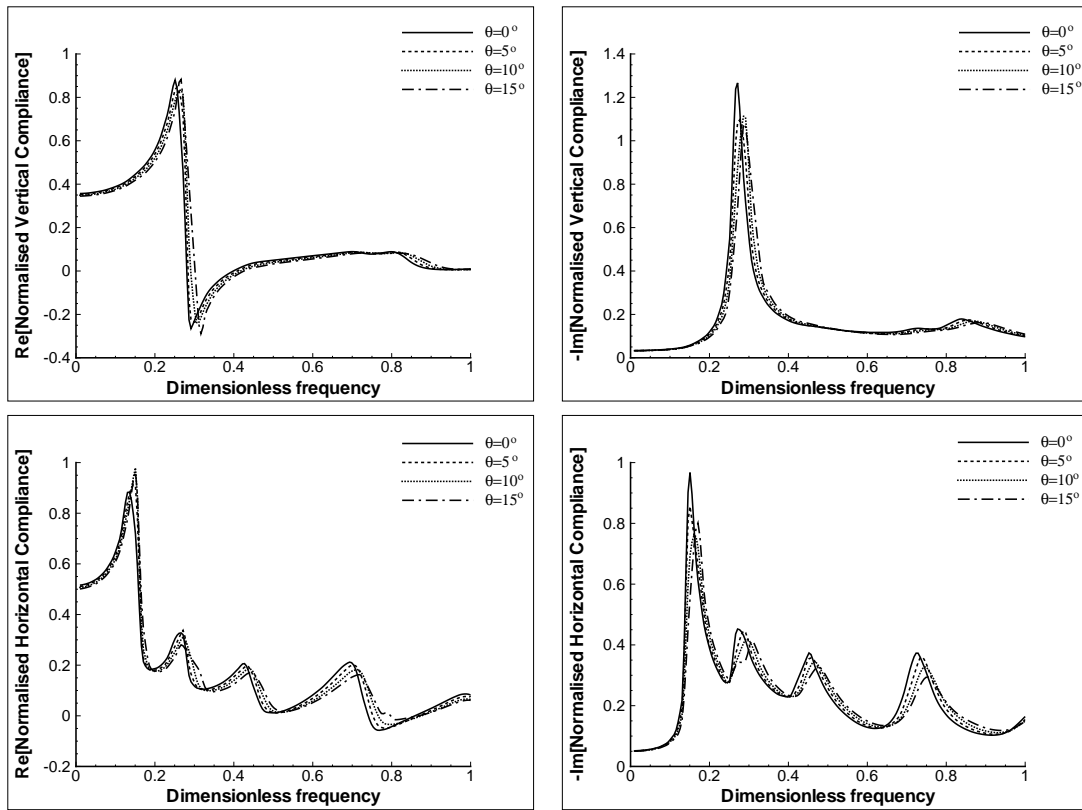 Re[Normalised Vertical Compliance]
1
0.8
0.6
0.4
0.2
0
-0.2
-0.4
0
0.2
0.4
0.6
0.8
1
Dimensionless frequency
θ=0°
θ=5°
θ=10°
θ=15°
-Im[Normalised Vertical Compliance]
1.4
1.2
1
0.8
0.6
0.4
0.2
0
0
0.2
0.4
0.6
0.8
1
Dimensionless frequency
θ=0°
θ=5°
θ=10°
θ=15°
Re[Normalised Horizontal Compliance]
1
0.8
0.6
0.4
0.2
0
-0.2
0
0.2
0.4
0.6
0.8
1
Dimensionless frequency
θ=0°
θ=5°
θ=10°
θ=15°
-Im[Normalised Horizontal Compliance]
1
0.8
0.6
0.4
0.2
0
0
0.2
0.4
0.6
0.8
1
Dimensionless frequency
θ=0°
θ=5°
θ=10°
θ=15°